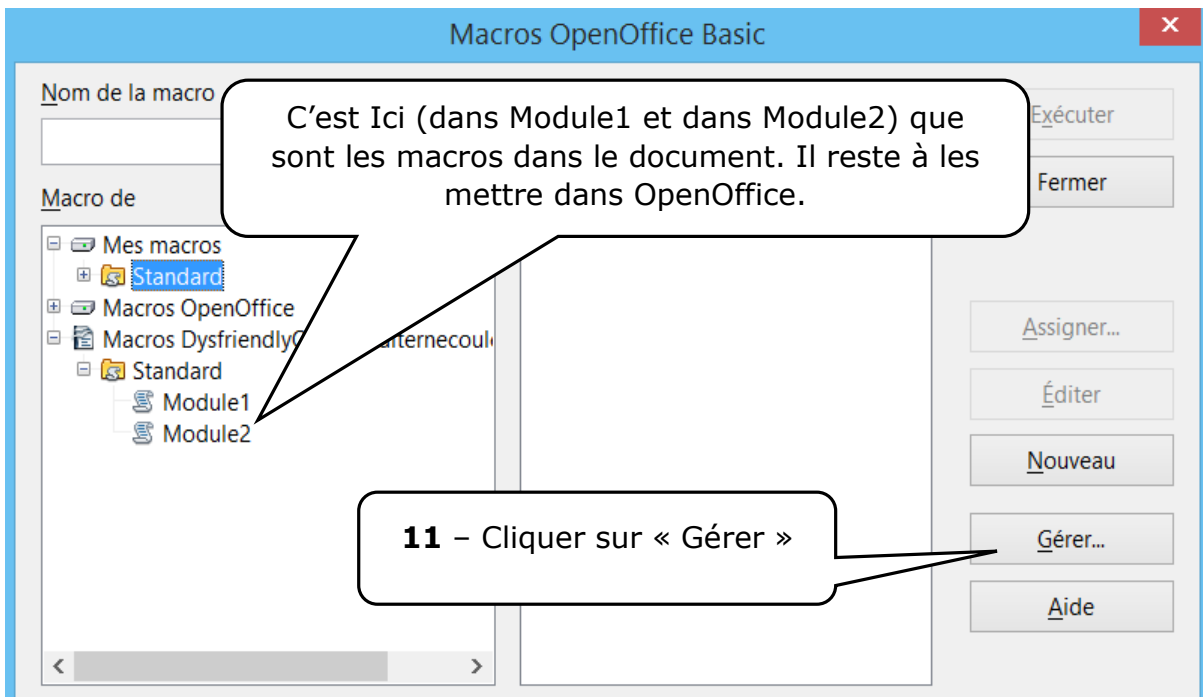 Macros OpenOffice Basic
x
Nom de la macro
C’est Ici (dans Module1 et dans Module2) que
sont les macros dans le document. Il reste à les
mettre dans OpenOffice.
Exécuter
Fermer
Macro de
Mes macros
Standard
Macros OpenOffice
Macros Dysfriendly
Standard
Module1
Module2
Assigner...
Éditer
Nouveau
11 – Cliquer sur « Gérer »
Gérer...
Aide